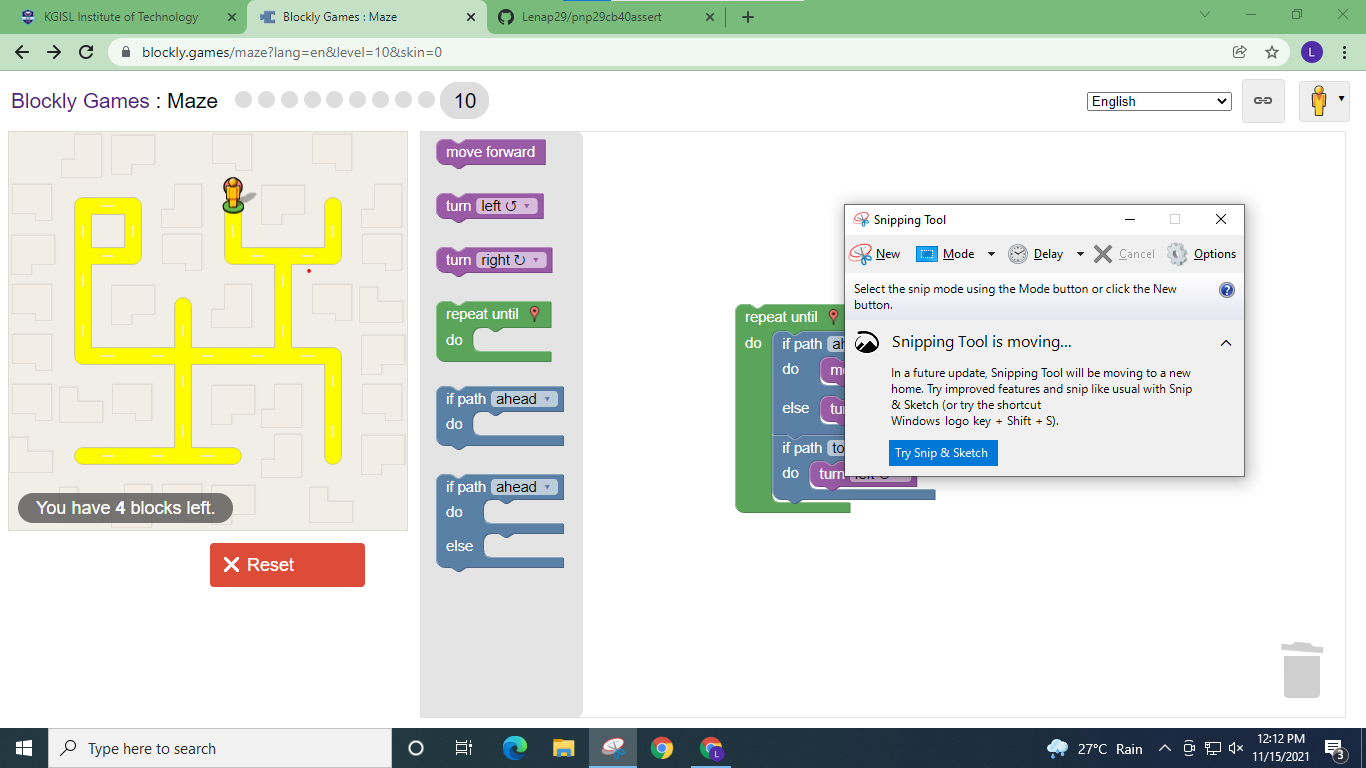 KGISL Institute of Technology
Blockly Games : Maze
Lenap29/pnp29cb40assert
blockly.games/maze?lang=en&level=10&skin=0
L
Blockly Games : Maze
10
English
move forward
turn left ↺
turn right ↻
repeat until
do
if path ahead
do
if path ahead
do
else
repeat until
do
if path
do
else
if path
do turn left ↺
Snipping Tool
New
Mode
Delay
Cancel
Options
Select the snip mode using the Mode button or click the New
button.
Snipping Tool is moving...
In a future update, Snipping Tool will be moving to a new
home. Try improved features and snip like usual with Snip
& Sketch (or try the shortcut
Windows logo key + Shift + S).
Try Snip & Sketch
You have 4 blocks left.
Reset
Type here to search
L
27°C Rain
12:12 PM
11/15/2021
3